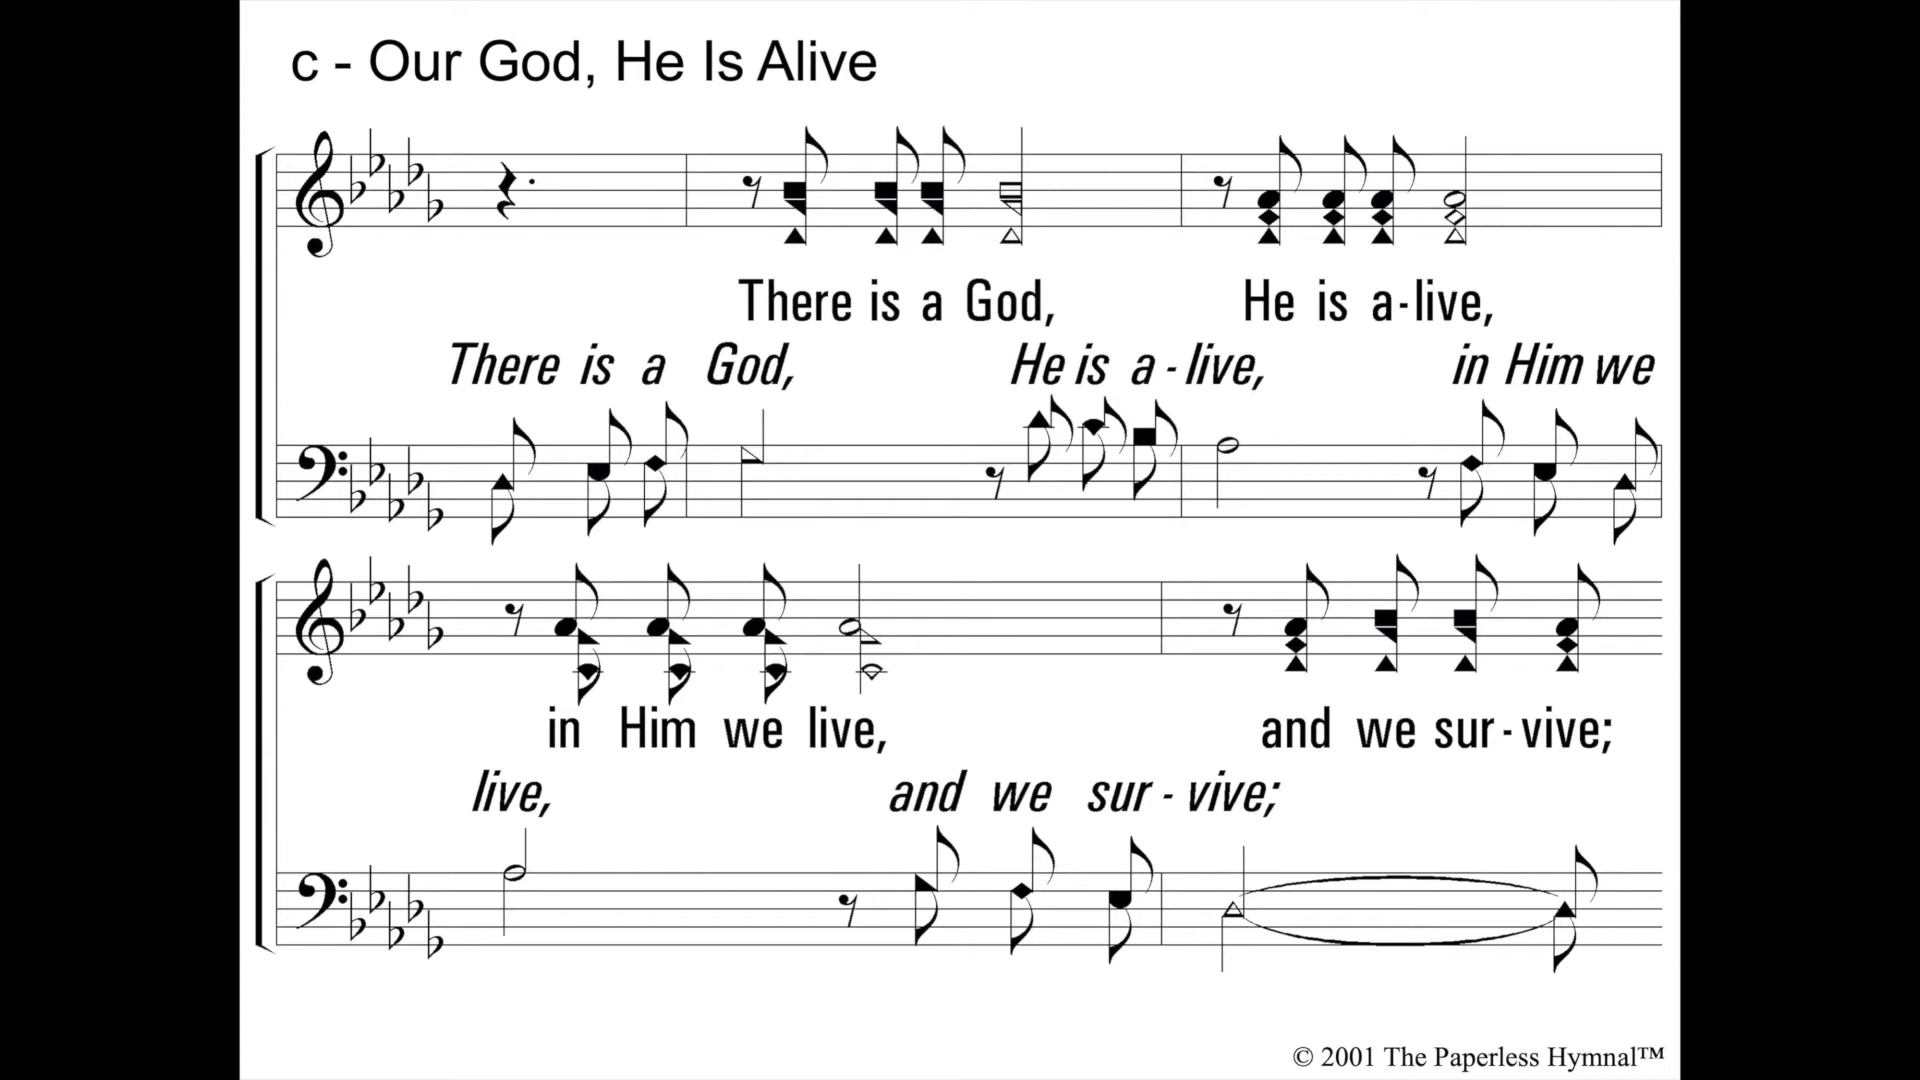 c - Our God, He Is Alive
There is a God, He is a-live,
There is a God, He is a-live, in Him we
in Him we live, and we sur-vive;
live, and we sur-vive;
© 2001 The Paperless Hymnal™